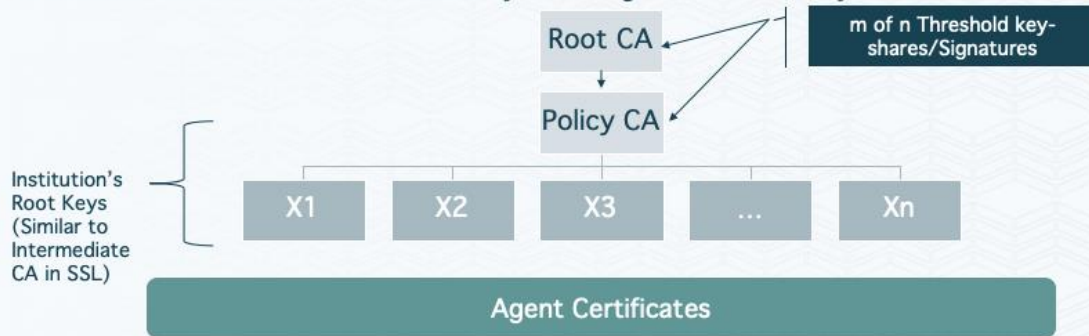 Root CA
m of n Threshold key-
shares/Signatures
Policy CA
Institution's
Root Keys
(Similar to
Intermediate
CA in SSL)
X1
X2
X3
...
Xn
Agent Certificates